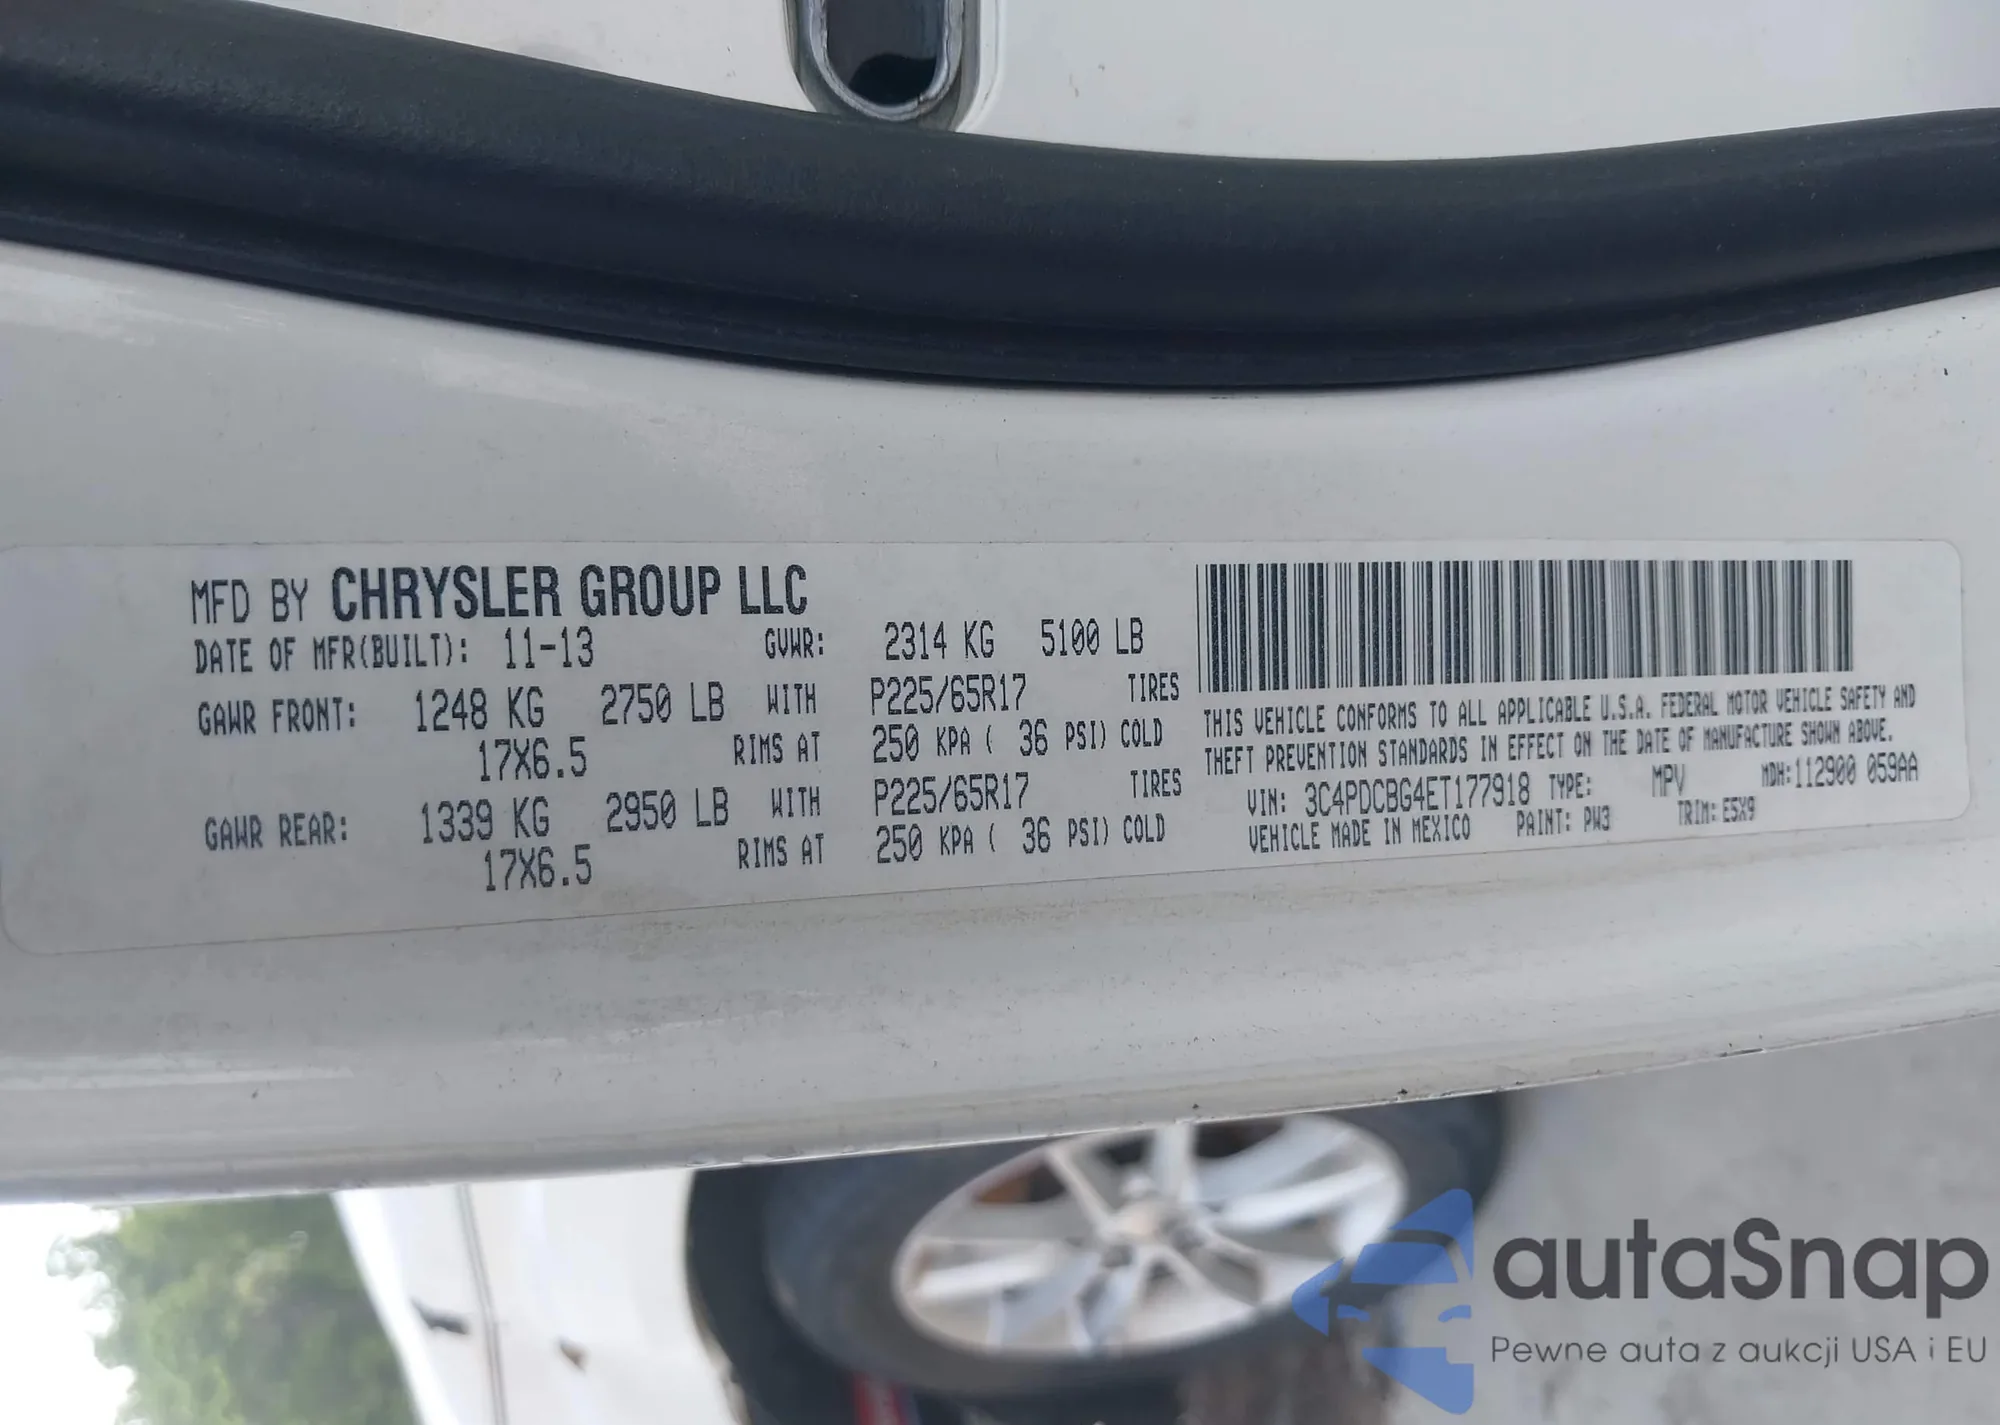 MFD BY CHRYSLER GROUP LLC
DATE OF MFR(BUILT): 11-13 GVWR: 2314 KG 5100 LB
GAWR FRONT: 1248 KG 2750 LB WITH P225/65R17 TIRES
17X6.5 RIMS AT 250 KPA ( 36 PSI) COLD
GAWR REAR: 1339 KG 2950 LB WITH P225/65R17 TIRES
17X6.5 RIMS AT 250 KPA ( 36 PSI) COLD
THIS VEHICLE CONFORMS TO ALL APPLICABLE U.S.A. FEDERAL MOTOR VEHICLE SAFETY AND
THEFT PREVENTION STANDARDS IN EFFECT ON THE DATE OF MANUFACTURE SHOWN ABOVE.
VIN: 3C4PDCBG4ET177918 TYPE: MPV MDH:112900 059AA
VEHICLE MADE IN MEXICO PAINT: PW3 TRIM: E5X9
autaSnap
Pewne auta z aukcji USA i EU